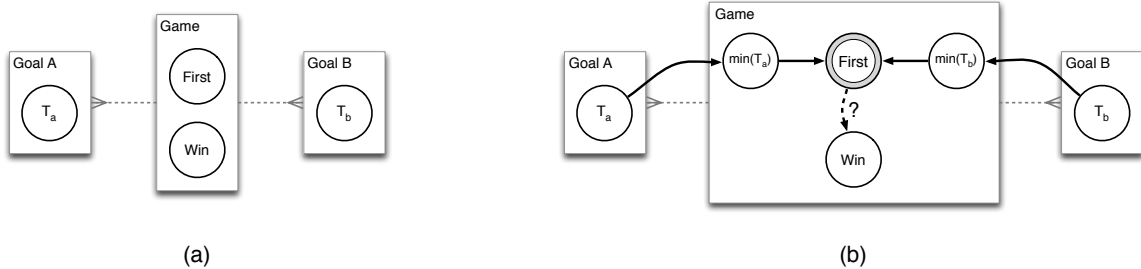 Game
Goal A
First
Goal B
T_a
T_b
Win
(a)
Game
Goal A
min(T_a)
First
min(T_b)
Goal B
T_a
?
T_b
Win
(b)